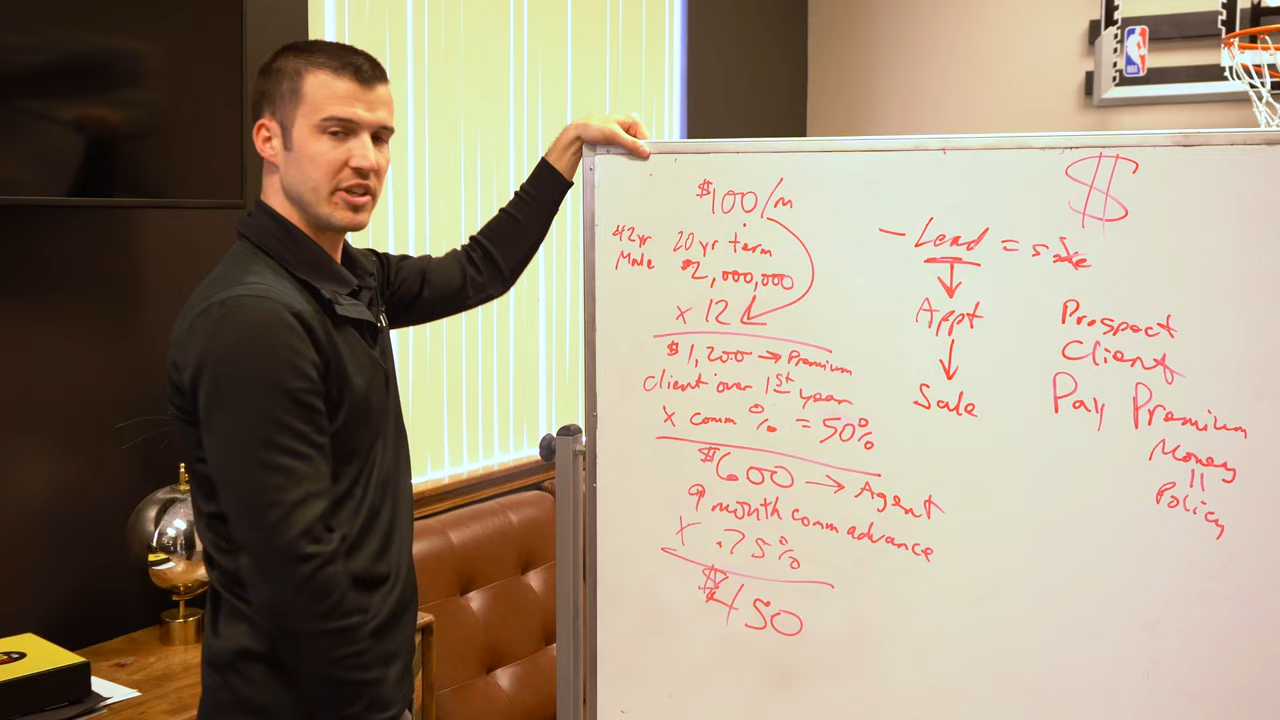 $100/m
42yr
Male
20 yr term
$2,000,000
x 12
$1,200 → Premium
Client over 1st year
x comm % = 50%
$600 → Agent
9 month comm advance
x .75%
$450
$
- Lead = sale
Appt
Sale
Prospect
Client
Pay Premium
Money
||
Policy
NBA